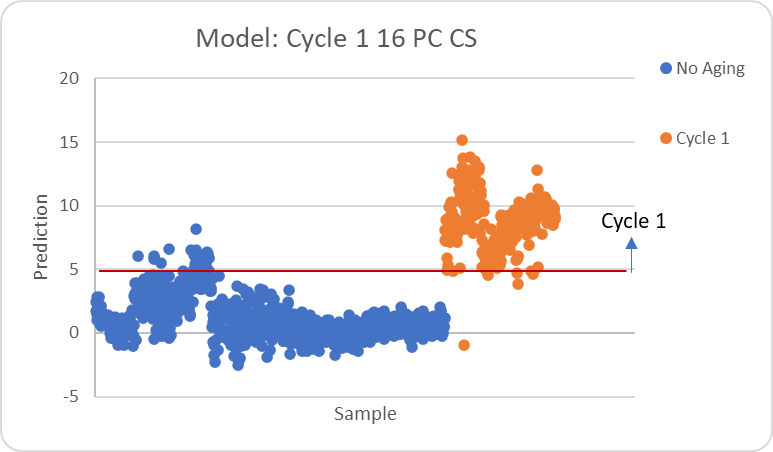 Model: Cycle 1 16 PC CS
No Aging
Cycle 1
20
15
10
5
0
-5
Prediction
Cycle 1
Sample